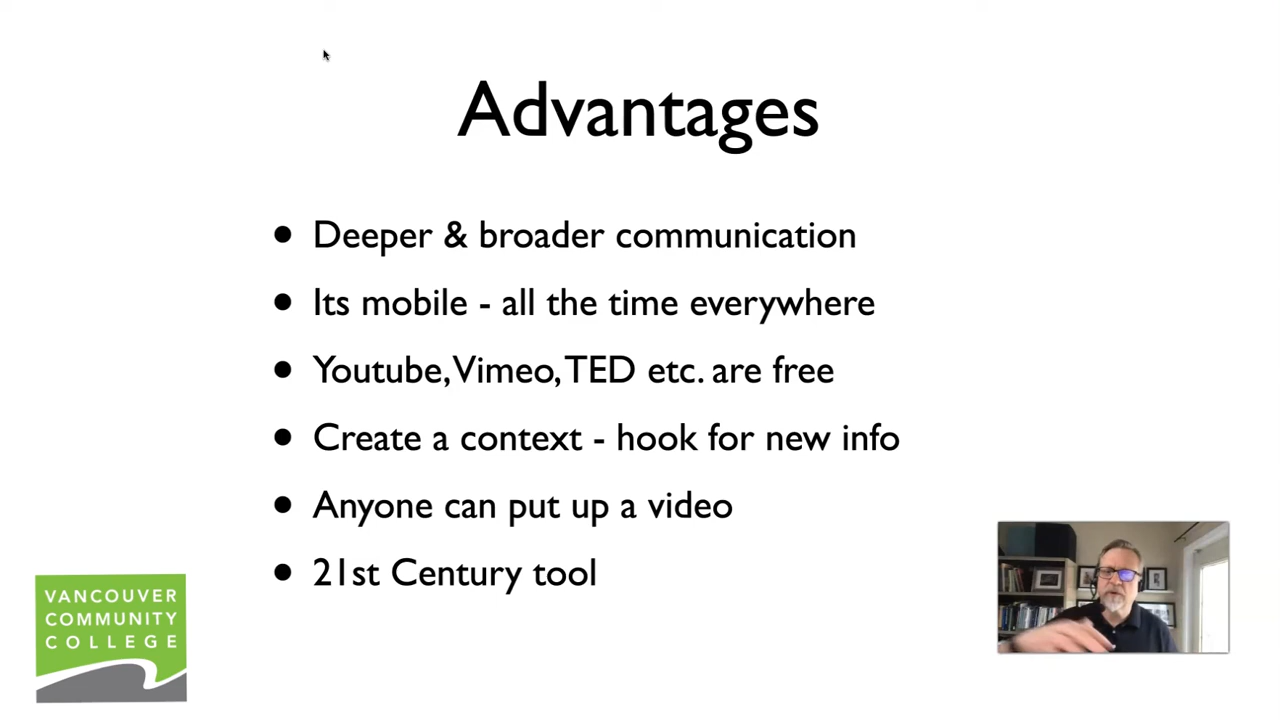 Advantages
• Deeper & broader communication
• Its mobile - all the time everywhere
• Youtube, Vimeo, TED etc. are free
• Create a context - hook for new info
• Anyone can put up a video
• 21st Century tool
VANCOUVER
COMMUNITY
COLLEGE